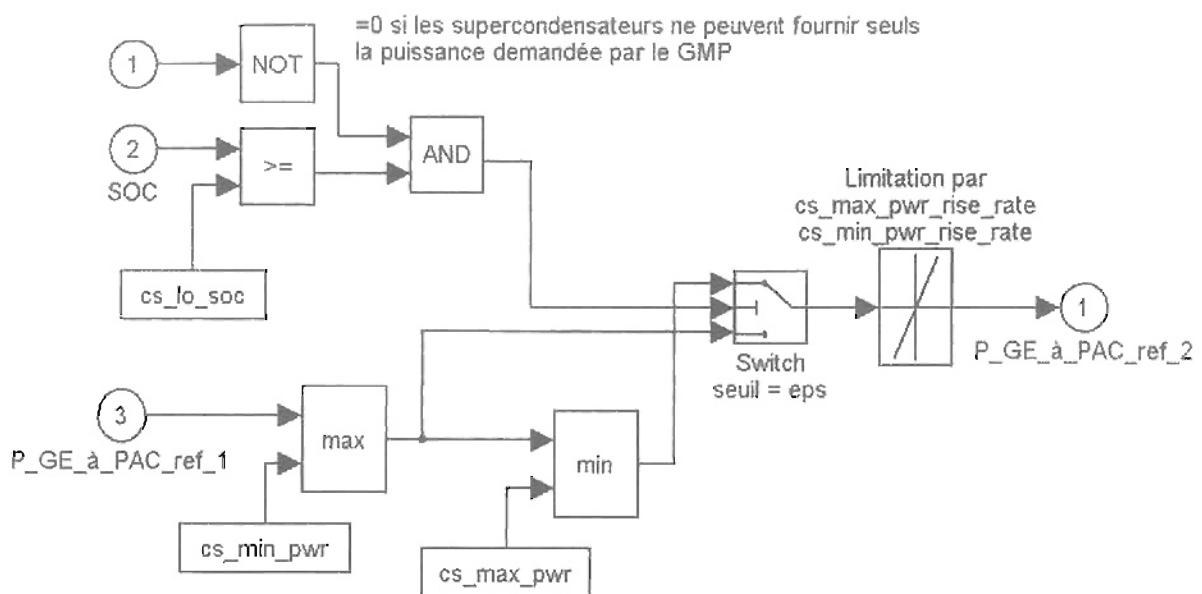 =0 si les supercondensateurs ne peuvent fournir seuls
la puissance demandée par le GMP
1
NOT
2
SOC
>=
AND
cs_lo_soc
Limitation par
cs_max_pwr_rise_rate
cs_min_pwr_rise_rate
1
P_GE_à_PAC_ref_2
Switch
seuil = eps
3
P_GE_à_PAC_ref_1
max
min
cs_min_pwr
cs_max_pwr